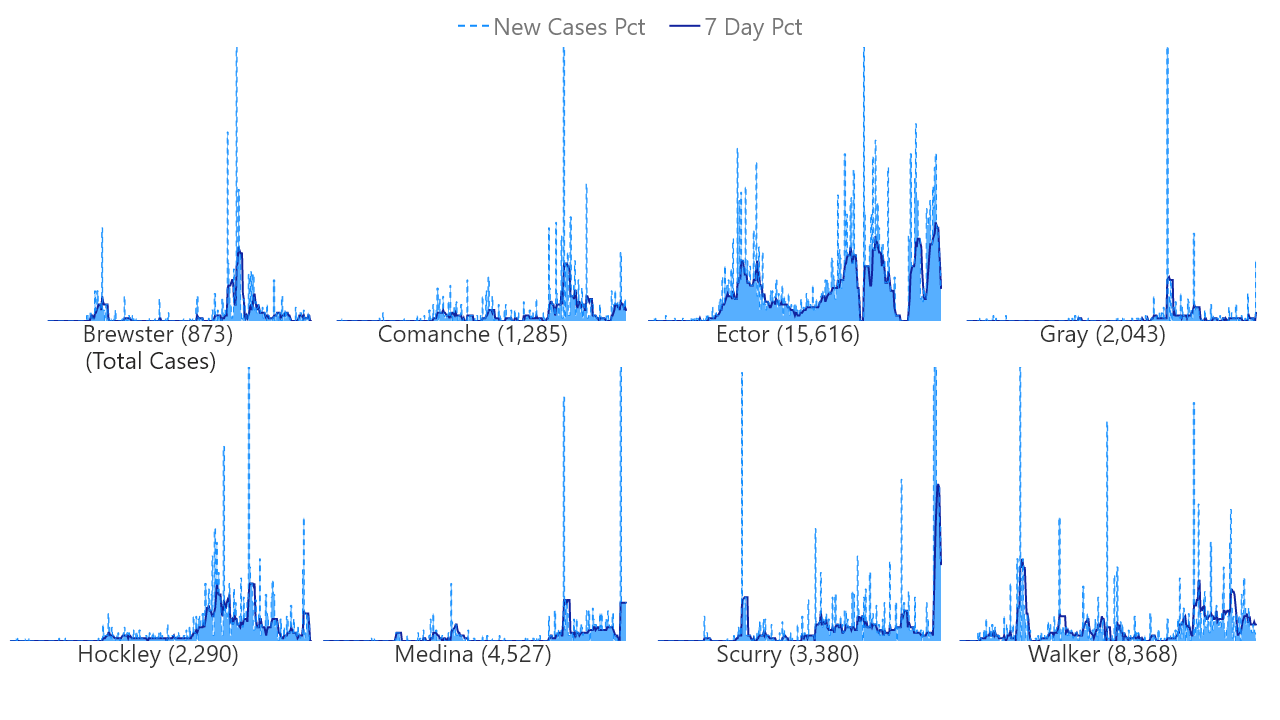 New Cases Pct 7 Day Pct
Brewster (873) Comanche (1,285) Ector (15,616) Gray (2,043)
(Total Cases)
Hockley (2,290) Medina (4,527) Scurry (3,380) Walker (8,368)